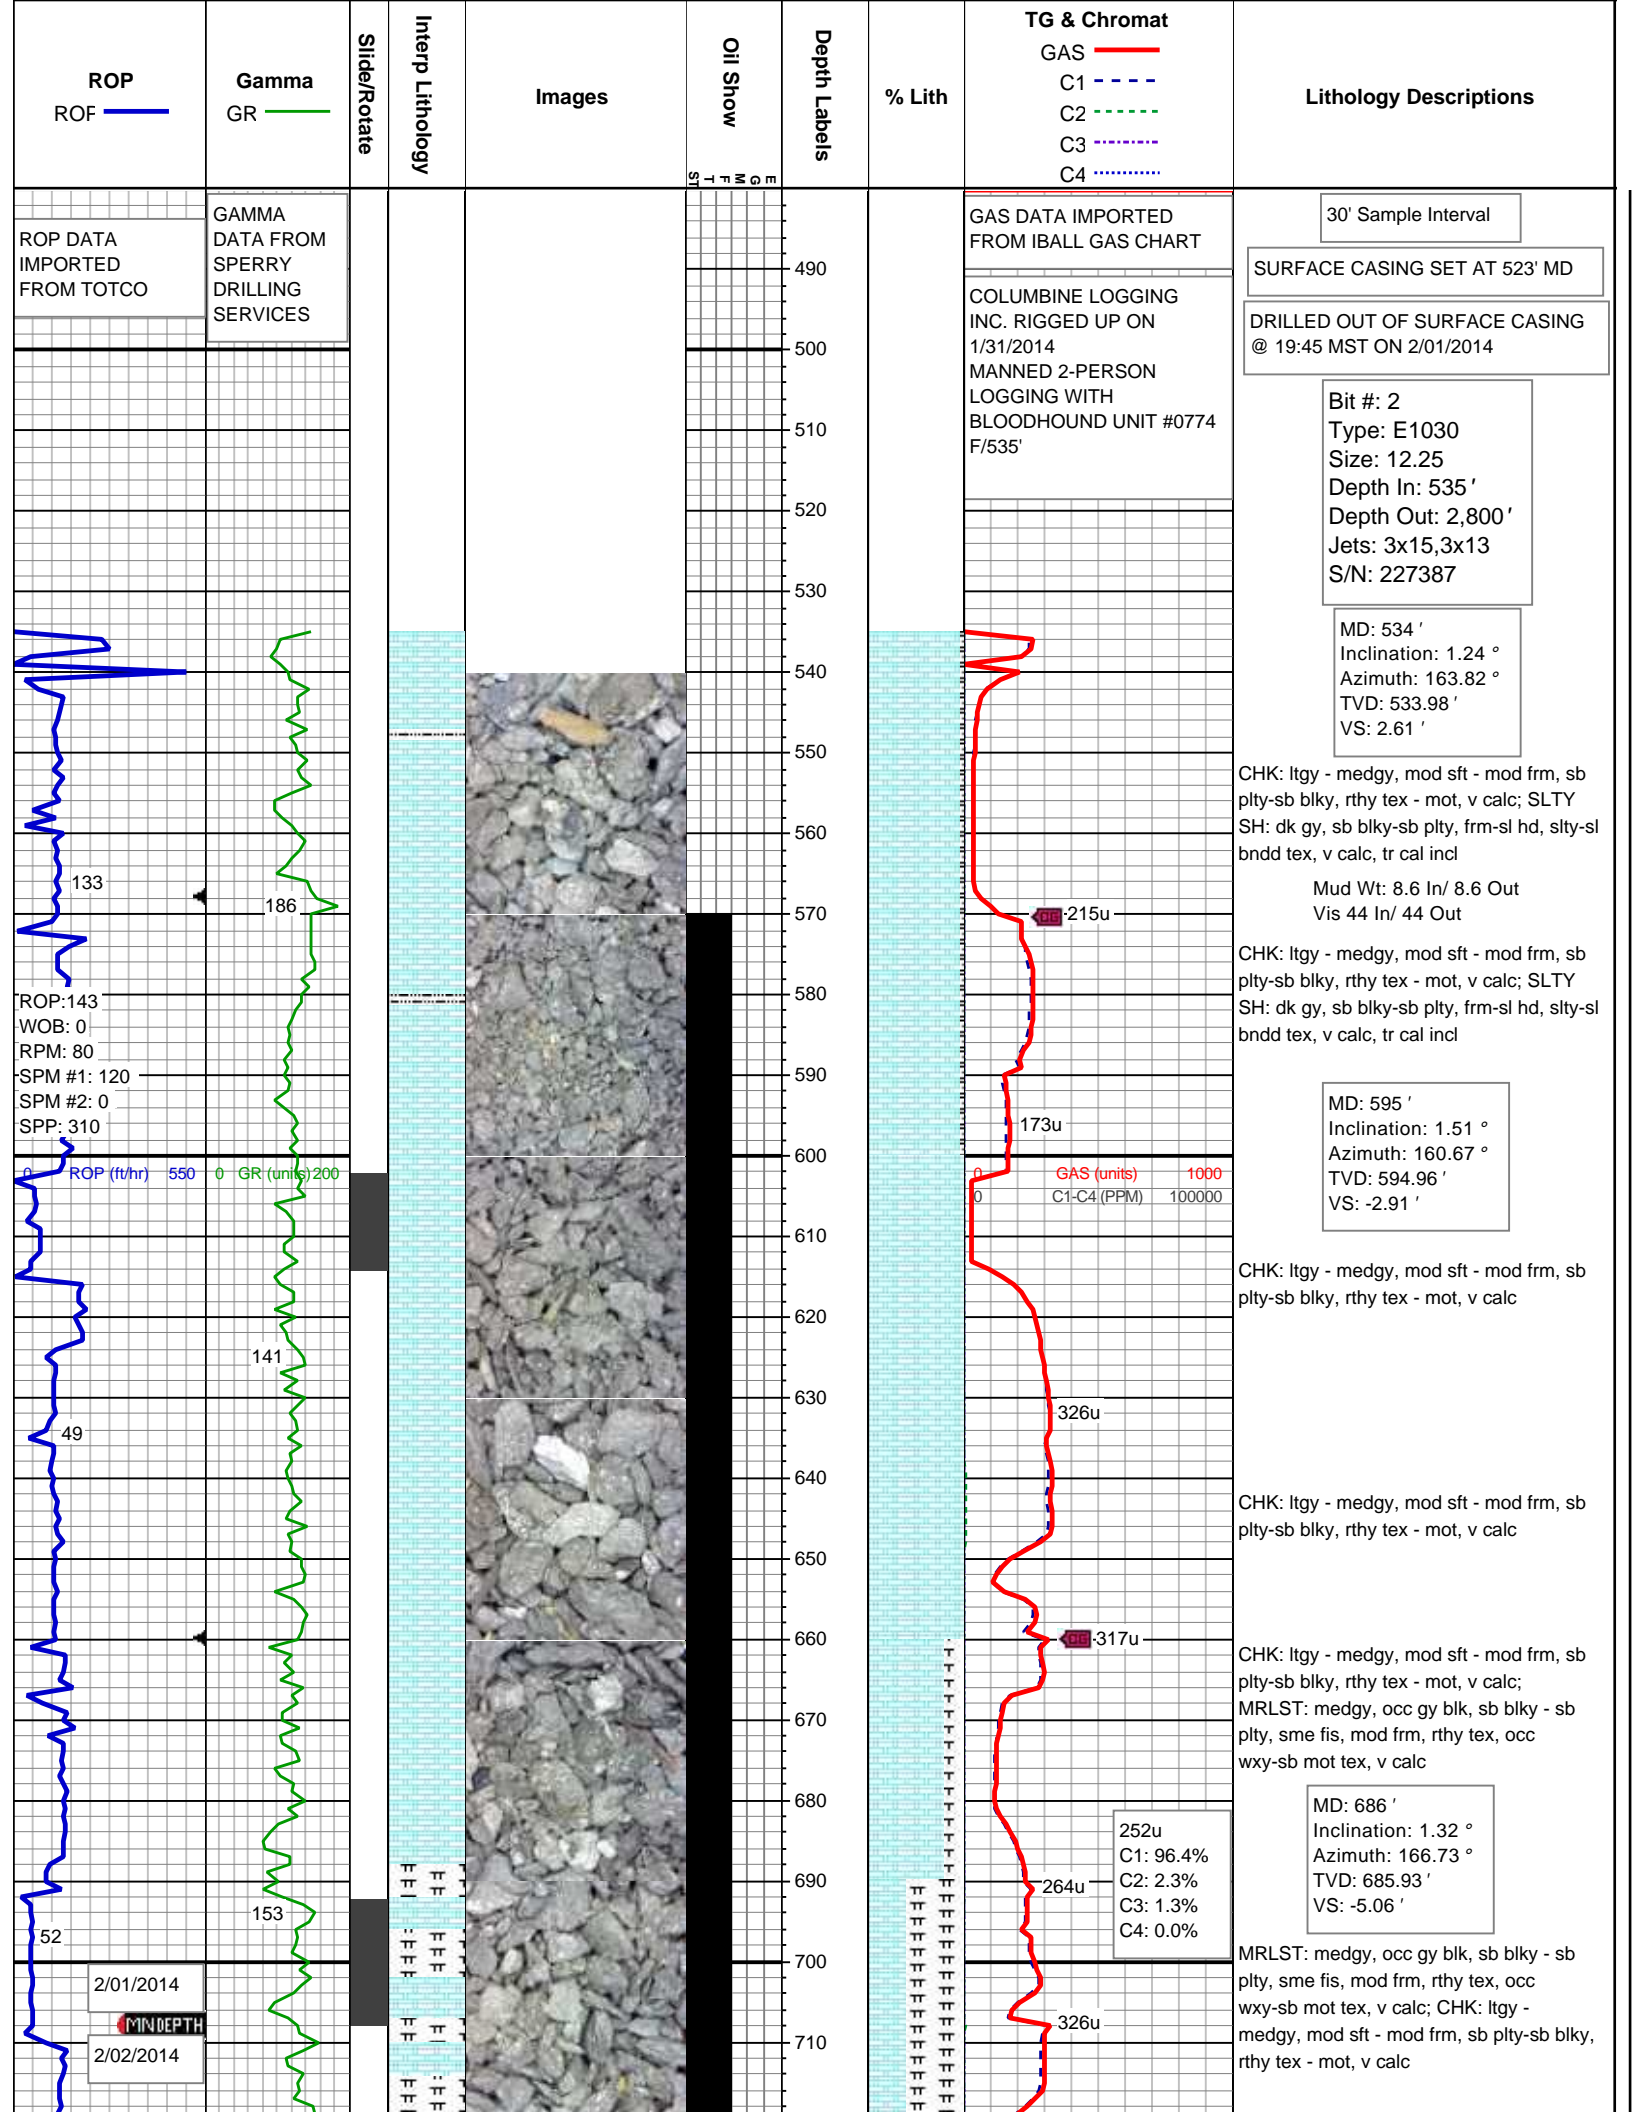 ROP
ROP
Gamma
GR
Slide/Rotate
Interp Lithology
Images
Oil Show
ST T F M G E
Depth Labels
% Lith
TG & Chromat
GAS
C1
C2
C3
C4
Lithology Descriptions
ROP DATA
IMPORTED
FROM TOTCO
GAMMA
DATA FROM
SPERRY
DRILLING
SERVICES
GAS DATA IMPORTED
FROM IBALL GAS CHART
COLUMBINE LOGGING
INC. RIGGED UP ON
1/31/2014
MANNED 2-PERSON
LOGGING WITH
BLOODHOUND UNIT #0774
F/535'
30' Sample Interval
SURFACE CASING SET AT 523' MD
DRILLED OUT OF SURFACE CASING
@ 19:45 MST ON 2/01/2014
Bit #: 2
Type: E1030
Size: 12.25
Depth In: 535 '
Depth Out: 2,800 '
Jets: 3x15,3x13
S/N: 227387
MD: 534 '
Inclination: 1.24 °
Azimuth: 163.82 °
TVD: 533.98 '
VS: 2.61 '
CHK: ltgy - medgy, mod sft - mod frm, sb
plty-sb blky, rthy tex - mot, v calc; SLTY
SH: dk gy, sb blky-sb plty, frm-sl hd, slty-sl
bndd tex, v calc, tr cal incl
Mud Wt: 8.6 In/ 8.6 Out
Vis 44 In/ 44 Out
CHK: ltgy - medgy, mod sft - mod frm, sb
plty-sb blky, rthy tex - mot, v calc; SLTY
SH: dk gy, sb blky-sb plty, frm-sl hd, slty-sl
bndd tex, v calc, tr cal incl
MD: 595 '
Inclination: 1.51 °
Azimuth: 160.67 °
TVD: 594.96 '
VS: -2.91 '
CHK: ltgy - medgy, mod sft - mod frm, sb
plty-sb blky, rthy tex - mot, v calc
CHK: ltgy - medgy, mod sft - mod frm, sb
plty-sb blky, rthy tex - mot, v calc
CHK: ltgy - medgy, mod sft - mod frm, sb
plty-sb blky, rthy tex - mot, v calc;
MRLST: medgy, occ gy blk, sb blky - sb
plty, sme fis, mod frm, rthy tex, occ
wxy-sb mot tex, v calc
MD: 686 '
Inclination: 1.32 °
Azimuth: 166.73 °
TVD: 685.93 '
VS: -5.06 '
MRLST: medgy, occ gy blk, sb blky - sb
plty, sme fis, mod frm, rthy tex, occ
wxy-sb mot tex, v calc; CHK: ltgy -
medgy, mod sft - mod frm, sb plty-sb blky,
rthy tex - mot, v calc
490
500
510
520
530
540
550
560
570
580
590
600
610
620
630
640
650
660
670
680
690
700
710
133
186
ROP:143
WOB: 0
RPM: 80
SPM #1: 120
SPM #2: 0
SPP: 310
0 ROP (ft/hr) 550
0 GR (units) 200
141
49
153
52
2/01/2014
MNDEPTH
2/02/2014
215u
173u
0 GAS (units) 1000
0 C1-C4 (PPM) 100000
326u
317u
252u
C1: 96.4%
C2: 2.3%
C3: 1.3%
C4: 0.0%
264u
326u